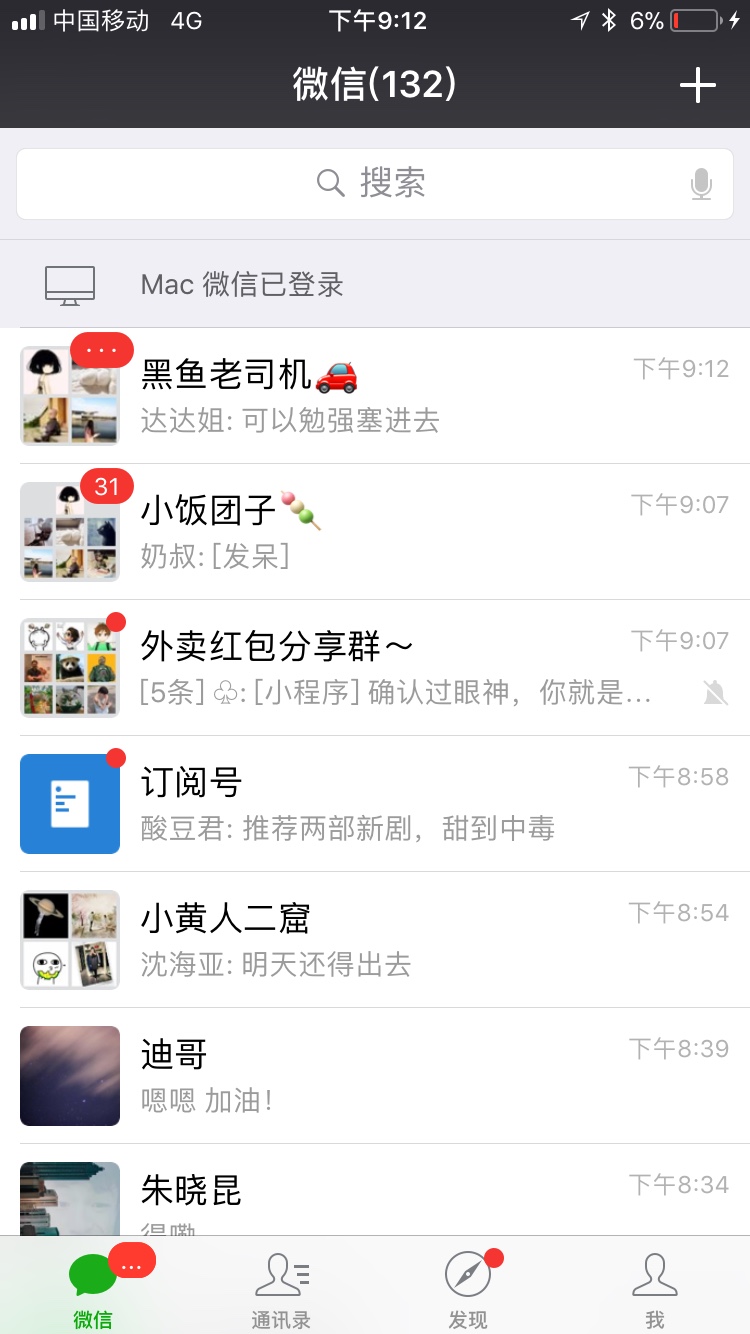 中国移动 4G 下午9:12 6%
微信(132)
搜索
Mac 微信已登录
...
黑鱼老司机🚗 下午9:12
达达姐: 可以勉强塞进去
31
小饭团子🍡 下午9:07
奶叔: [发呆]
外卖红包分享群～ 下午9:07
[5条] ♧: [小程序] 确认过眼神，你就是...
订阅号 下午8:58
酸豆君: 推荐两部新剧，甜到中毒
小黄人二窟 下午8:54
沈海亚: 明天还得出去
迪哥 下午8:39
嗯嗯 加油！
朱晓昆 下午8:34
得嘞
...
微信 通讯录 发现 我